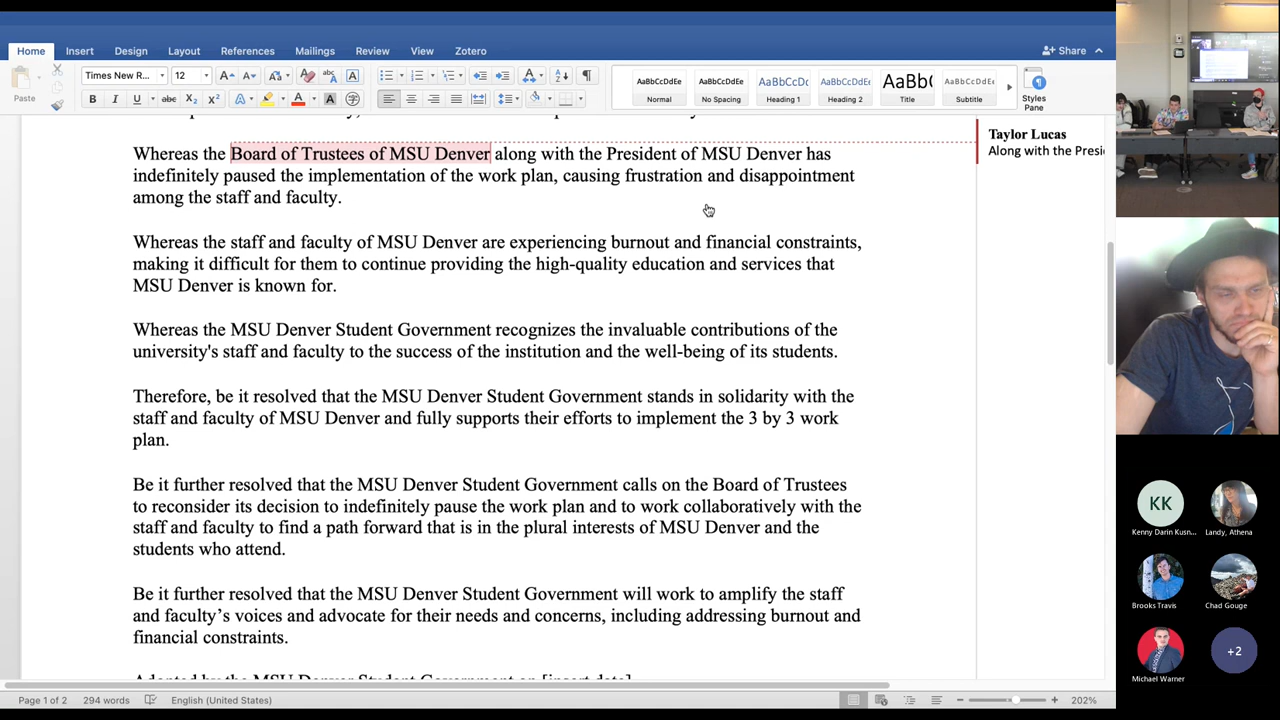 Home Insert Design Layout References Mailings Review View Zotero Share
Times New R... 12
Paste
AaBbCcDdEe AaBbCcDdEe AaBbCcDc AaBbCcDdEe AaBb( AaBbCcDdEe
Normal No Spacing Heading 1 Heading 2 Title Subtitle
Styles
Pane
Whereas the Board of Trustees of MSU Denver along with the President of MSU Denver has
indefinitely paused the implementation of the work plan, causing frustration and disappointment
among the staff and faculty.
Whereas the staff and faculty of MSU Denver are experiencing burnout and financial constraints,
making it difficult for them to continue providing the high-quality education and services that
MSU Denver is known for.
Whereas the MSU Denver Student Government recognizes the invaluable contributions of the
university's staff and faculty to the success of the institution and the well-being of its students.
Therefore, be it resolved that the MSU Denver Student Government stands in solidarity with the
staff and faculty of MSU Denver and fully supports their efforts to implement the 3 by 3 work
plan.
Be it further resolved that the MSU Denver Student Government calls on the Board of Trustees
to reconsider its decision to indefinitely pause the work plan and to work collaboratively with the
staff and faculty to find a path forward that is in the plural interests of MSU Denver and the
students who attend.
Be it further resolved that the MSU Denver Student Government will work to amplify the staff
and faculty’s voices and advocate for their needs and concerns, including addressing burnout and
financial constraints.
Adopted by the MSU Denver Student Government on [insert date]
Taylor Lucas
Along with the Presi
Page 1 of 2 294 words English (United States) 202%
KK
Kenny Darin Kusn... Landy, Athena
Brooks Travis Chad Gouge
+2
Michael Warner